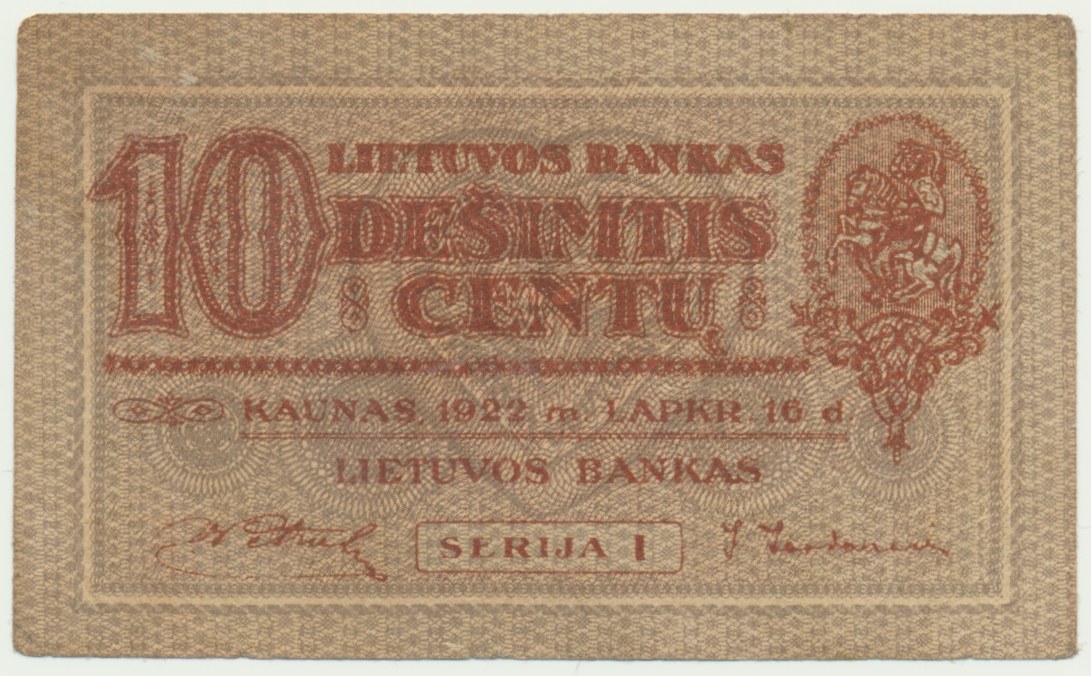 10
LIETUVOS BANKAS
DEŠIMTIS
CENTŲ
KAUNAS, 1922 m. LAPKR. 16 d
LIETUVOS BANKAS
SERIJA I